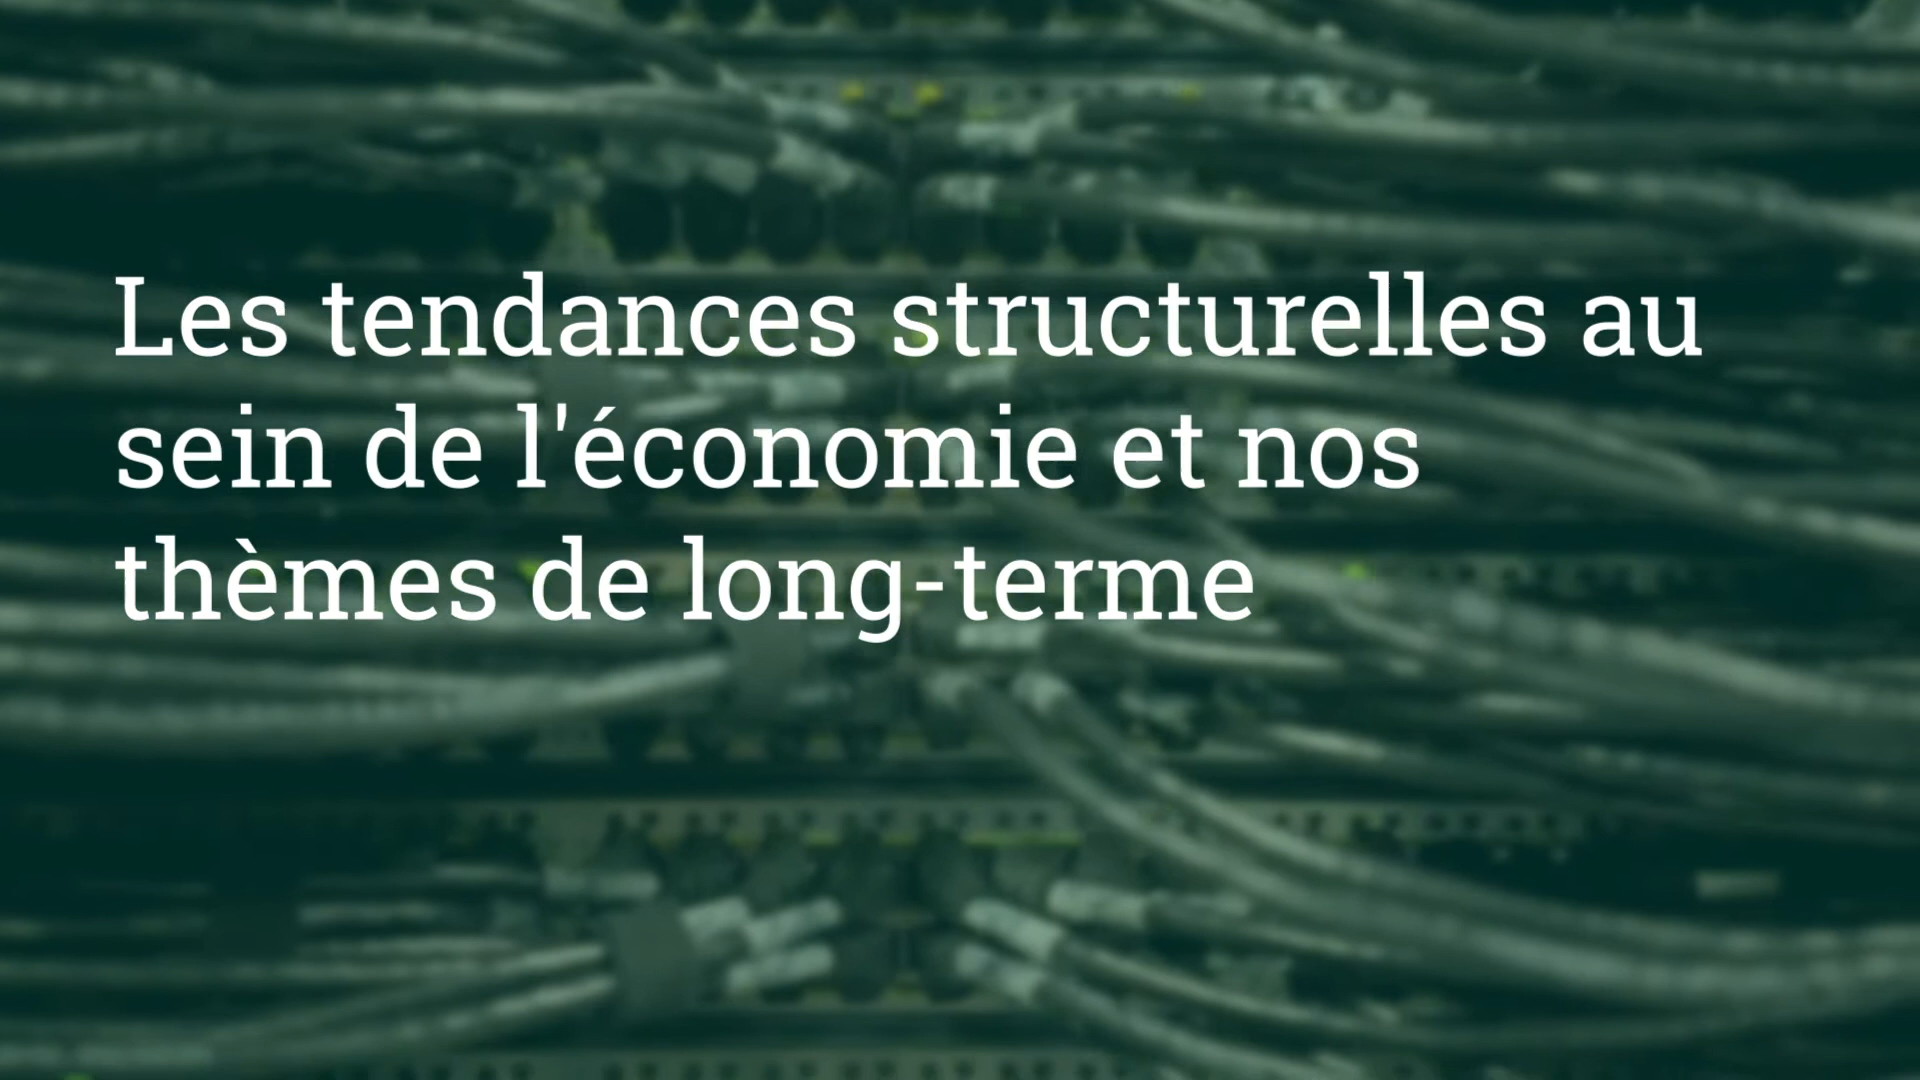 Les tendances structurelles au
sein de l'économie et nos
thèmes de long-terme